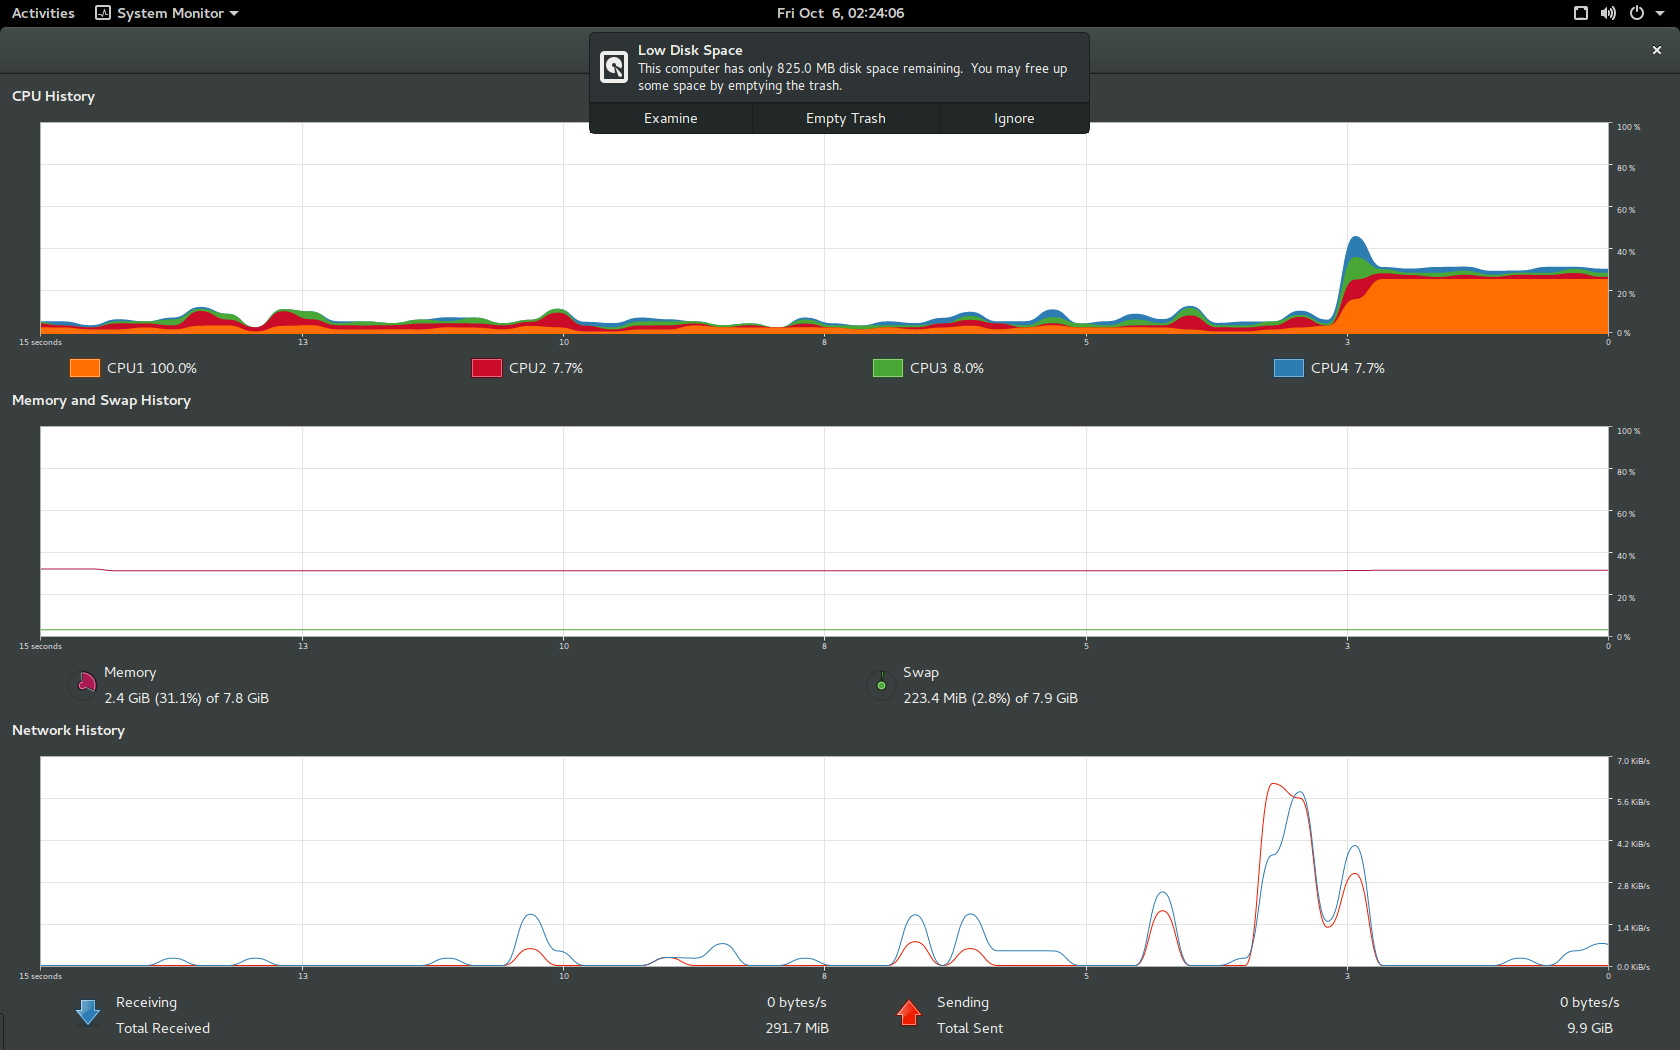 Activities System Monitor Fri Oct 6, 02:24:06
Low Disk Space
This computer has only 825.0 MB disk space remaining. You may free up
some space by emptying the trash.
Examine Empty Trash Ignore
CPU History
100 %
80 %
60 %
40 %
20 %
0 %
15 seconds 13 10 8 5 3 0
CPU1 100.0% CPU2 7.7% CPU3 8.0% CPU4 7.7%
Memory and Swap History
100 %
80 %
60 %
40 %
20 %
0 %
15 seconds 13 10 8 5 3 0
Memory
2.4 GiB (31.1%) of 7.8 GiB
Swap
223.4 MiB (2.8%) of 7.9 GiB
Network History
7.0 KiB/s
5.6 KiB/s
4.2 KiB/s
2.8 KiB/s
1.4 KiB/s
0.0 KiB/s
15 seconds 13 10 8 5 3 0
Receiving 0 bytes/s
Total Received 291.7 MiB
Sending 0 bytes/s
Total Sent 9.9 GiB